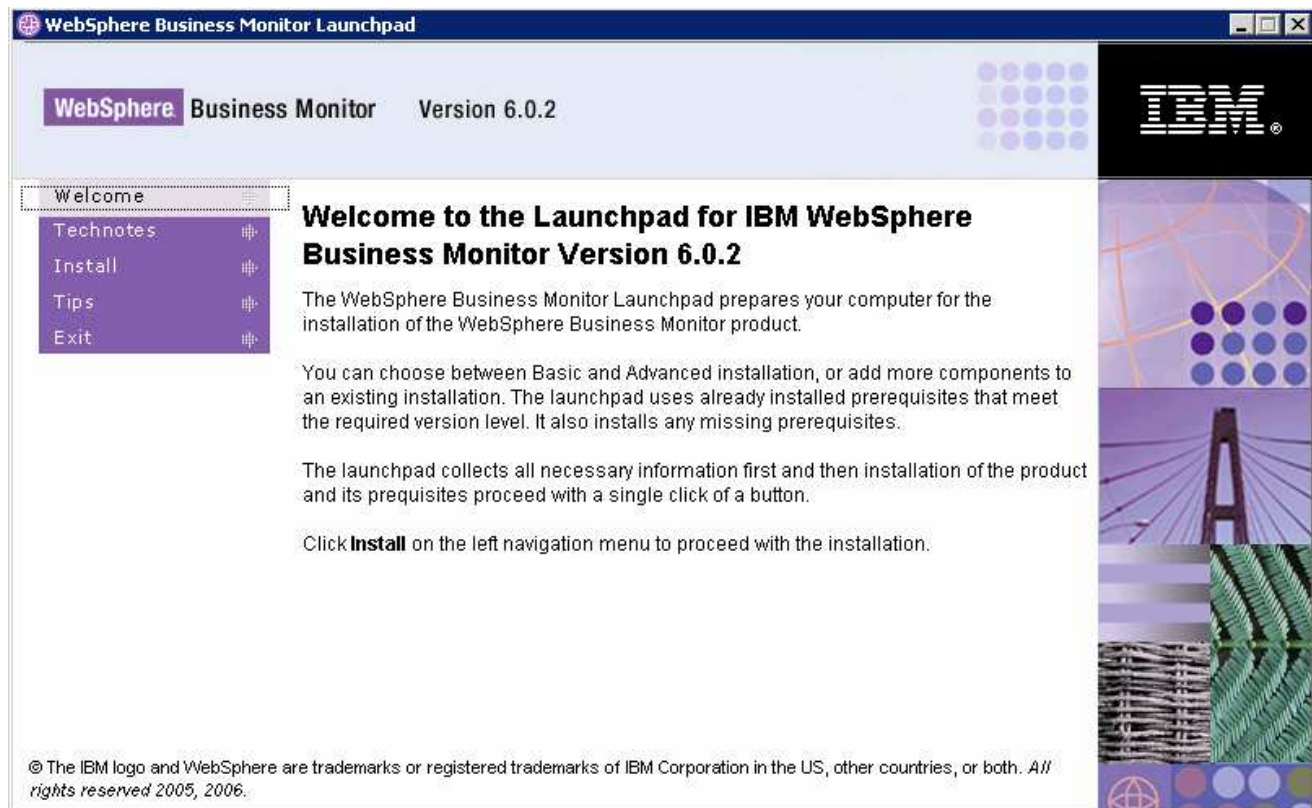 WebSphere Business Monitor Launchpad
WebSphere Business Monitor Version 6.0.2
IBM®
Welcome
Technotes
Install
Tips
Exit
Welcome to the Launchpad for IBM WebSphere
Business Monitor Version 6.0.2
The WebSphere Business Monitor Launchpad prepares your computer for the
installation of the WebSphere Business Monitor product.
You can choose between Basic and Advanced installation, or add more components to
an existing installation. The launchpad uses already installed prerequisites that meet
the required version level. It also installs any missing prerequisites.
The launchpad collects all necessary information first and then installation of the product
and its prequisites proceed with a single click of a button.
Click Install on the left navigation menu to proceed with the installation.
© The IBM logo and WebSphere are trademarks or registered trademarks of IBM Corporation in the US, other countries, or both. All
rights reserved 2005, 2006.